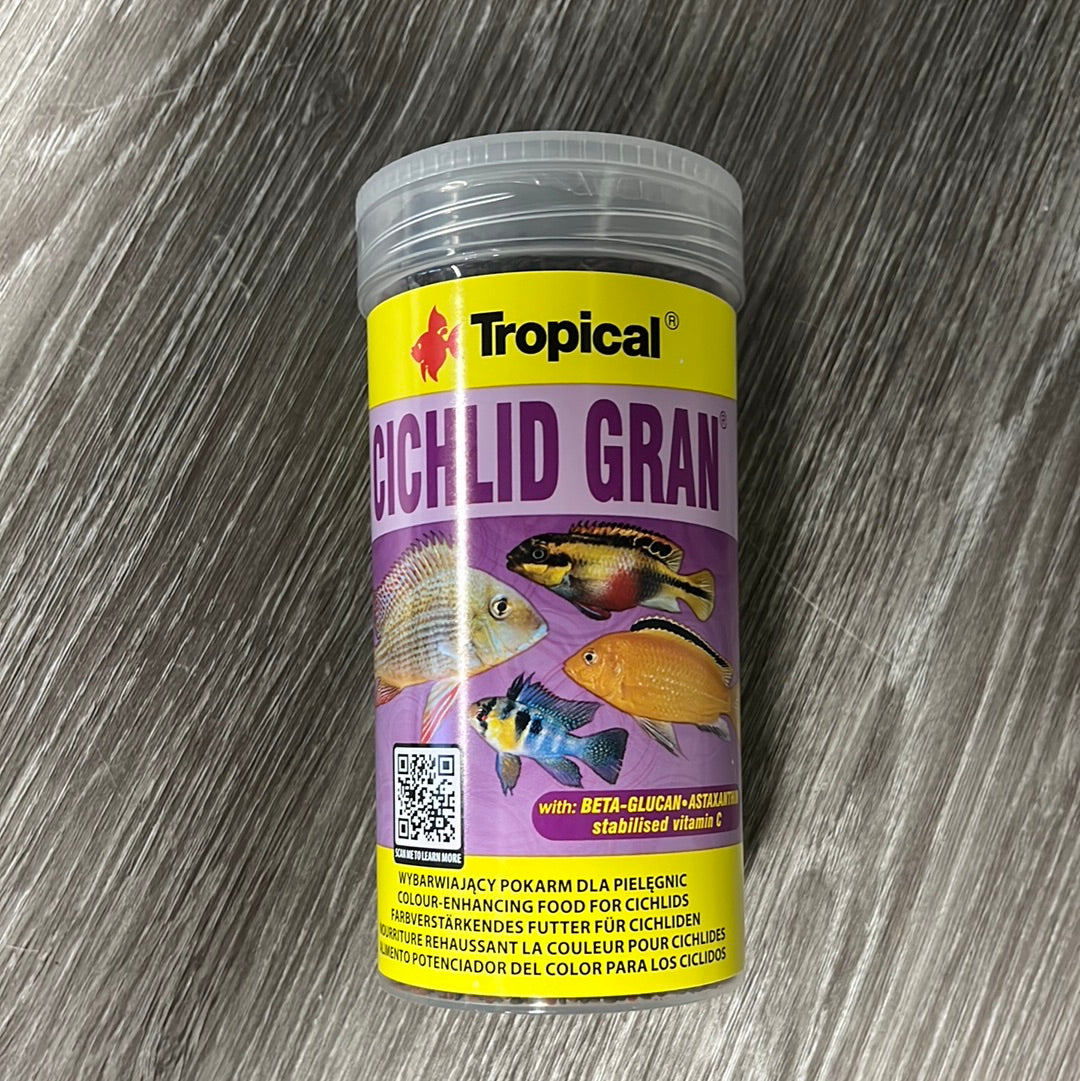 Tropical®
CICHLID GRAN®
with: BETA-GLUCAN•ASTAXANTHIN
stabilised vitamin C
SCAN ME TO LEARN MORE
WYBARWIAJĄCY POKARM DLA PIELĘGNIC
COLOUR-ENHANCING FOOD FOR CICHLIDS
FARBVERSTÄRKENDES FUTTER FÜR CICHLIDEN
NOURRITURE REHAUSSANT LA COULEUR POUR CICHLIDES
ALIMENTO POTENCIADOR DEL COLOR PARA LOS CICLIDOS